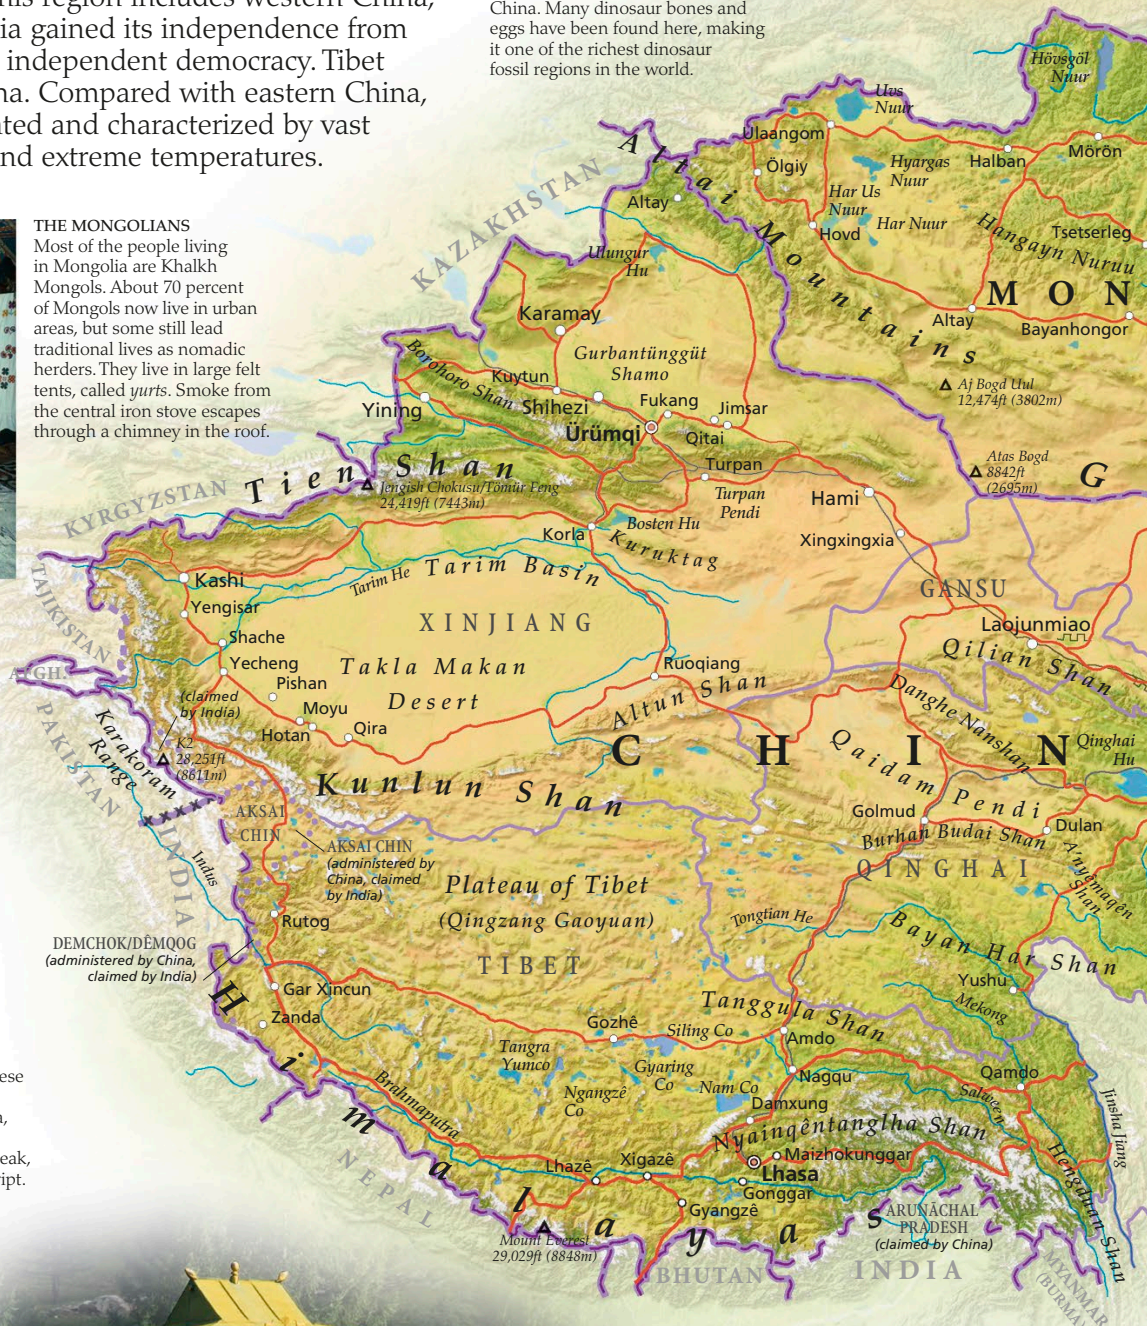 his region includes western China,
ia gained its independence from
independent democracy. Tibet
na. Compared with eastern China,
ated and characterized by vast
nd extreme temperatures.
China. Many dinosaur bones and
eggs have been found here, making
it one of the richest dinosaur
fossil regions in the world.
THE MONGOLIANS
Most of the people living
in Mongolia are Khalkh
Mongols. About 70 percent
of Mongols now live in urban
areas, but some still lead
traditional lives as nomadic
herders. They live in large felt
tents, called yurts. Smoke from
the central iron stove escapes
through a chimney in the roof.
Hövsgöl
Nuur
Uvs
Nuur
Ulaangom
Ölgiy
Hyargas
Nuur
Halban
Mörön
Altai Mountains
KAZAKHSTAN
Altay
Har Us
Nuur
Har Nuur
Hovd
Hangayn Nuruu
Tsetserleg
Ulungur
Hu
MON
Altay
Bayanhongor
Karamay
Gurbantünggüt
Shamo
Borohoro Shan
Kuytun
Shihezi
Fukang
Jimsar
Aj Bogd Uul
12,474ft (3802m)
Yining
Ürümqi
Qitai
Tien Shan
Turpan
Atas Bogd
8842ft
(2695m)
G
Jengish Chokusu/Tömür Feng
24,419ft (7443m)
Turpan
Pendi
Hami
KYRGYZSTAN
Korla
Bosten Hu
Kuruktag
Xingxingxia
TAJIKISTAN
Kashi
Tarim He
Tarim Basin
GANSU
Yengisar
XINJIANG
Laojunmiao
Shache
Qilian Shan
AFGH.
Yecheng
Takla Makan
Desert
Ruoqiang
Pishan
Altun Shan
Danghe Nanshan
(claimed
by India)
Moyu
Hotan
Qira
PAKISTAN
Karakoram
Range
K2
28,251ft
(8611m)
CHIN
Qaidam Pendi
Qinghai
Hu
Kunlun Shan
AKSAI
CHIN
Golmud
Dulan
Burhan Budai Shan
INDIA
Indus
AKSAI CHIN
(administered by
China, claimed
by India)
Plateau of Tibet
(Qingzang Gaoyuan)
QINGHAI
A'nyêmaqên
Shan
Rutog
Tongtian He
Bayan Har Shan
DEMCHOK/DÊMQOG
(administered by China,
claimed by India)
TIBET
Gar Xincun
Yushu
Himalayas
Zanda
Tanggula Shan
Mekong
Gozhê
Siling Co
Amdo
Tangra
Yumco
Gyaring
Co
Nagqu
Qamdo
Brahmaputra
Ngangzê
Co
Nam Co
Salween
Jinsha Jiang
Damxung
Nyainqêntanglha Shan
NEPAL
Maizhokunggar
Lhazê
Xigazê
Lhasa
Hengduan Shan
Gonggar
Gyangzê
ARUNĀCHAL
PRADESH
(claimed by China)
Mount Everest
29,029ft (8848m)
BHUTAN
INDIA
MYANMAR
(BURMA)
ese
a,
eak,
ript.